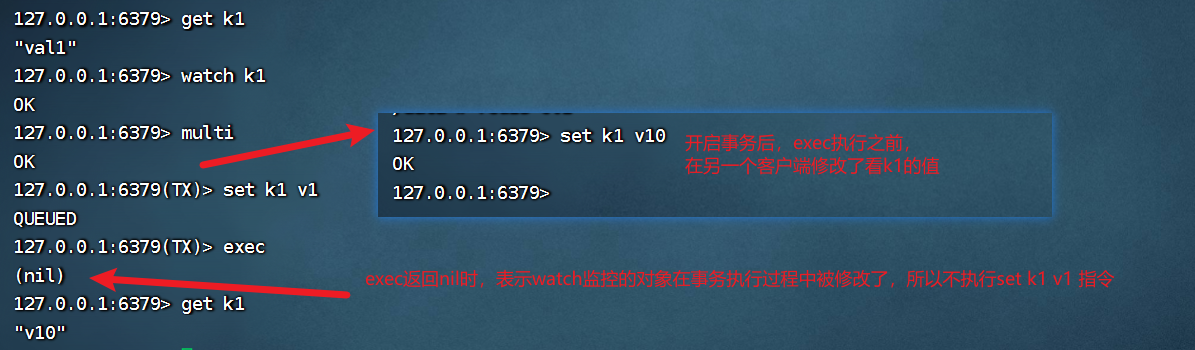 127.0.0.1:6379> get k1
"val1"
127.0.0.1:6379> watch k1
OK
127.0.0.1:6379> multi
OK
127.0.0.1:6379(TX)> set k1 v1
QUEUED
127.0.0.1:6379(TX)> exec
(nil)
127.0.0.1:6379> get k1
"v10"
127.0.0.1:6379> set k1 v10
OK
127.0.0.1:6379>
开启事务后，exec执行之前，
在另一个客户端修改了看k1的值
exec返回nil时，表示watch监控的对象在事务执行过程中被修改了，所以不执行set k1 v1 指令